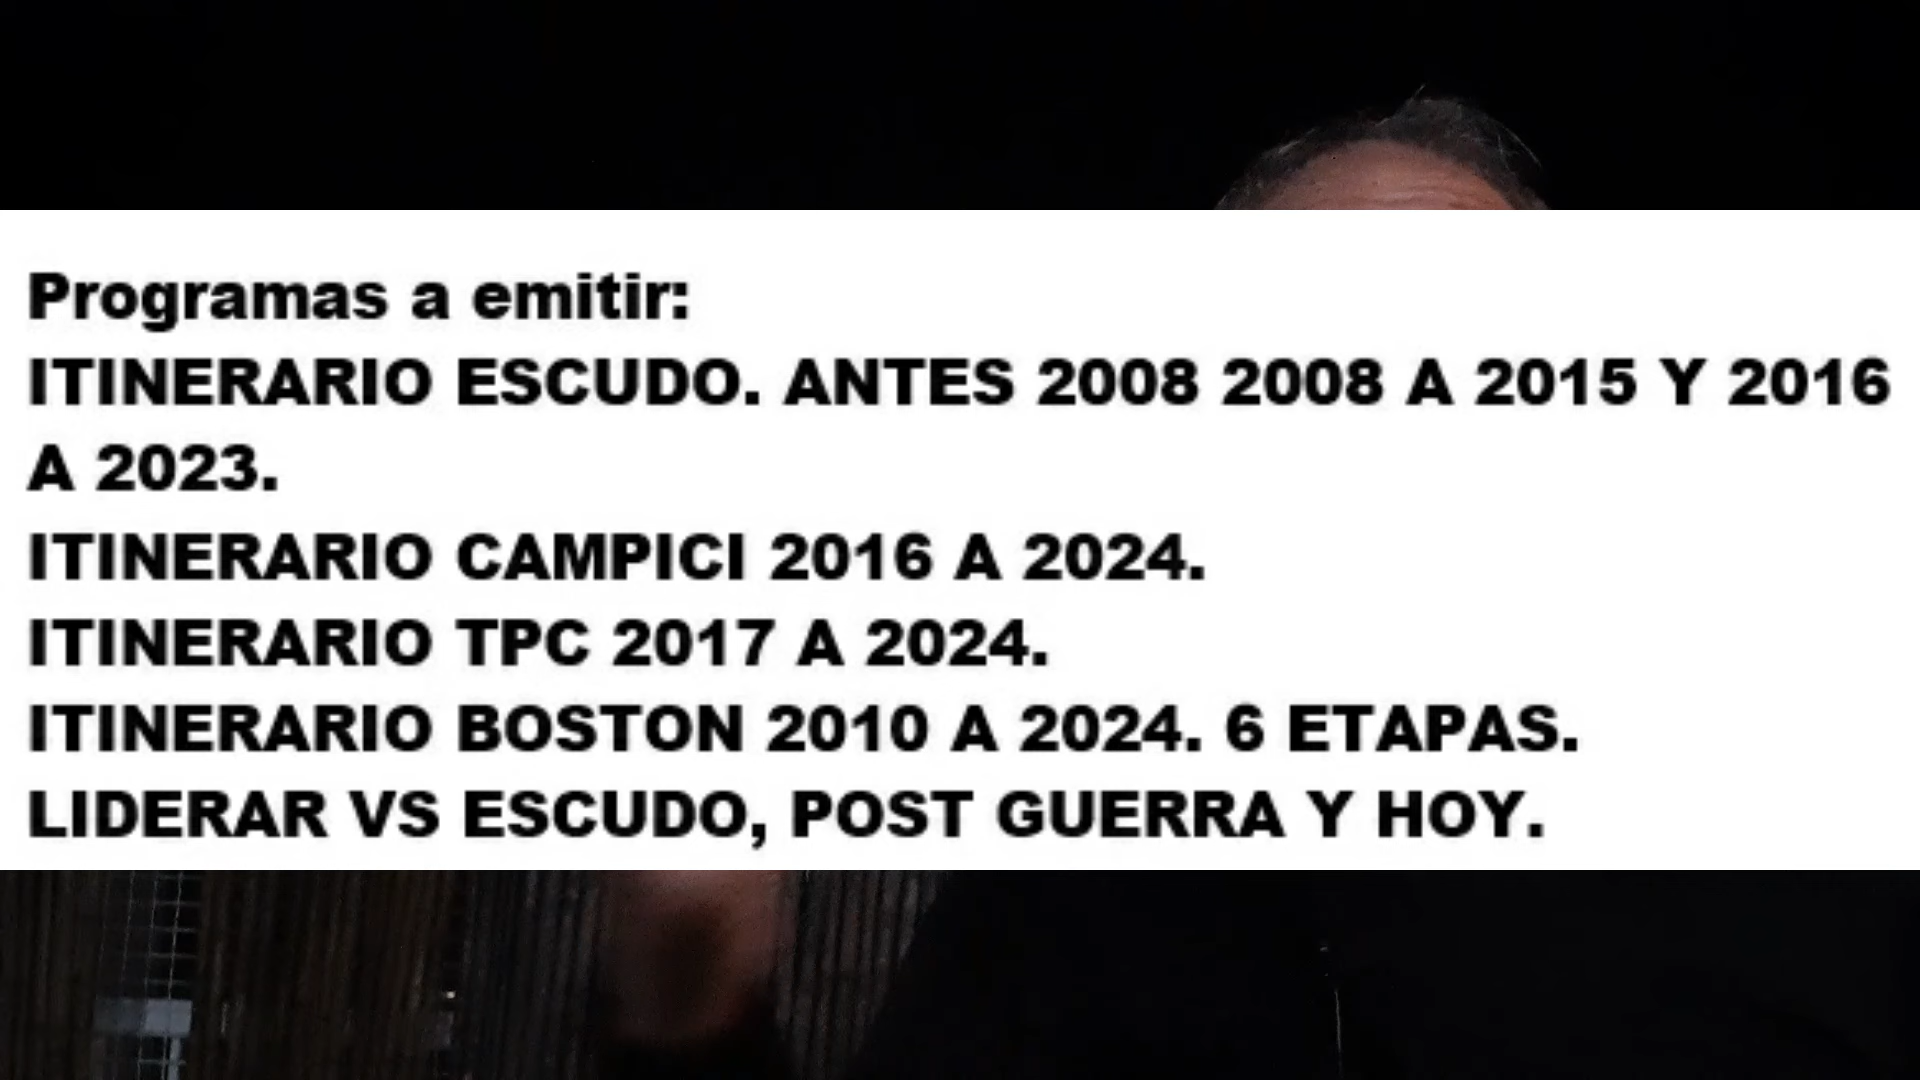 Programas a emitir:
ITINERARIO ESCUDO. ANTES 2008 2008 A 2015 Y 2016
A 2023.
ITINERARIO CAMPICI 2016 A 2024.
ITINERARIO TPC 2017 A 2024.
ITINERARIO BOSTON 2010 A 2024. 6 ETAPAS.
LIDERAR VS ESCUDO, POST GUERRA Y HOY.